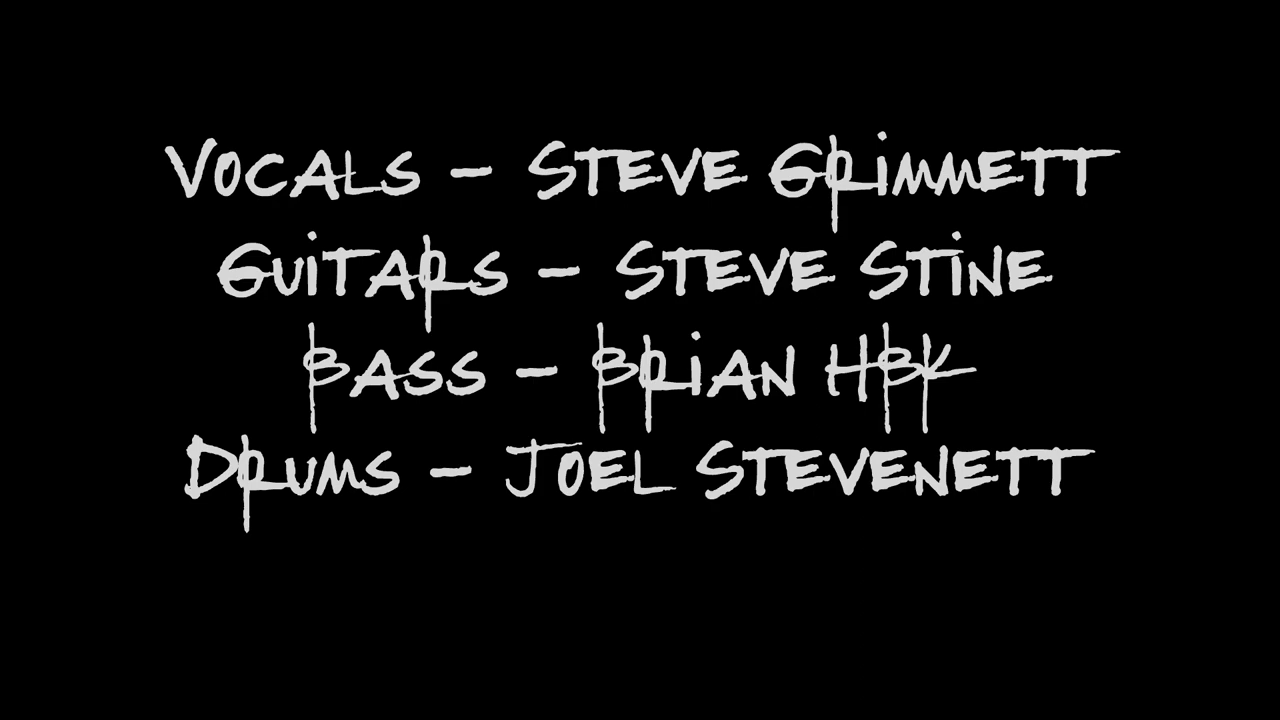 Vocals – Steve Grimmett
Guitars – Steve Stine
Bass – Brian HBK
Drums – Joel Stevenett